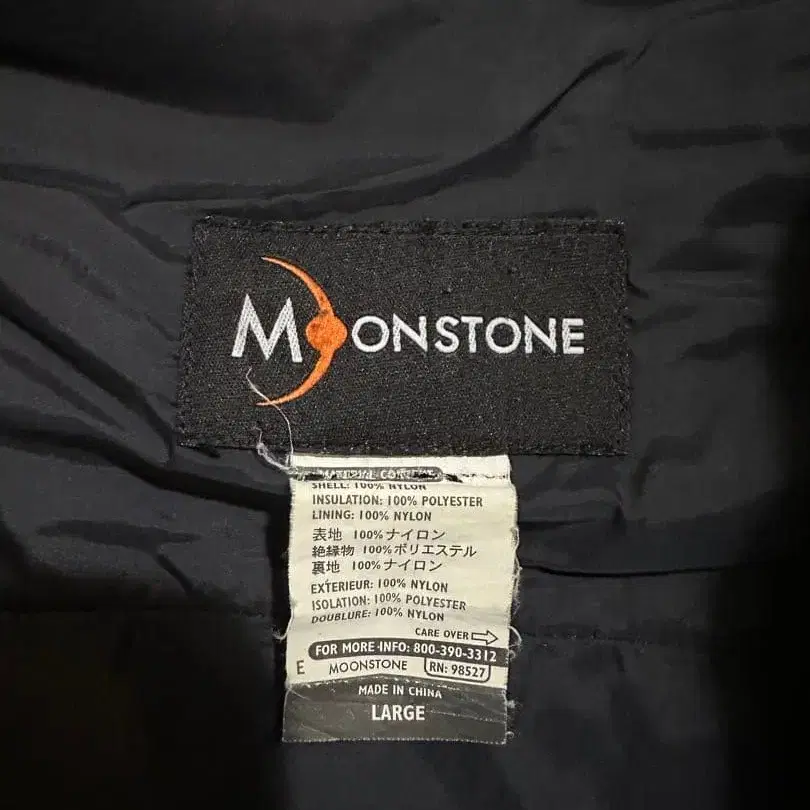 MOONSTONE
MATERIAL CONTENT
SHELL: 100% NYLON
INSULATION: 100% POLYESTER
LINING: 100% NYLON
表地 100%ナイロン
絶縁物 100%ポリエステル
裏地 100%ナイロン
EXTERIEUR: 100% NYLON
ISOLATION: 100% POLYESTER
DOUBLURE: 100% NYLON
CARE OVER
FOR MORE INFO: 800-390-3312
E MOONSTONE RN: 98527
MADE IN CHINA
LARGE